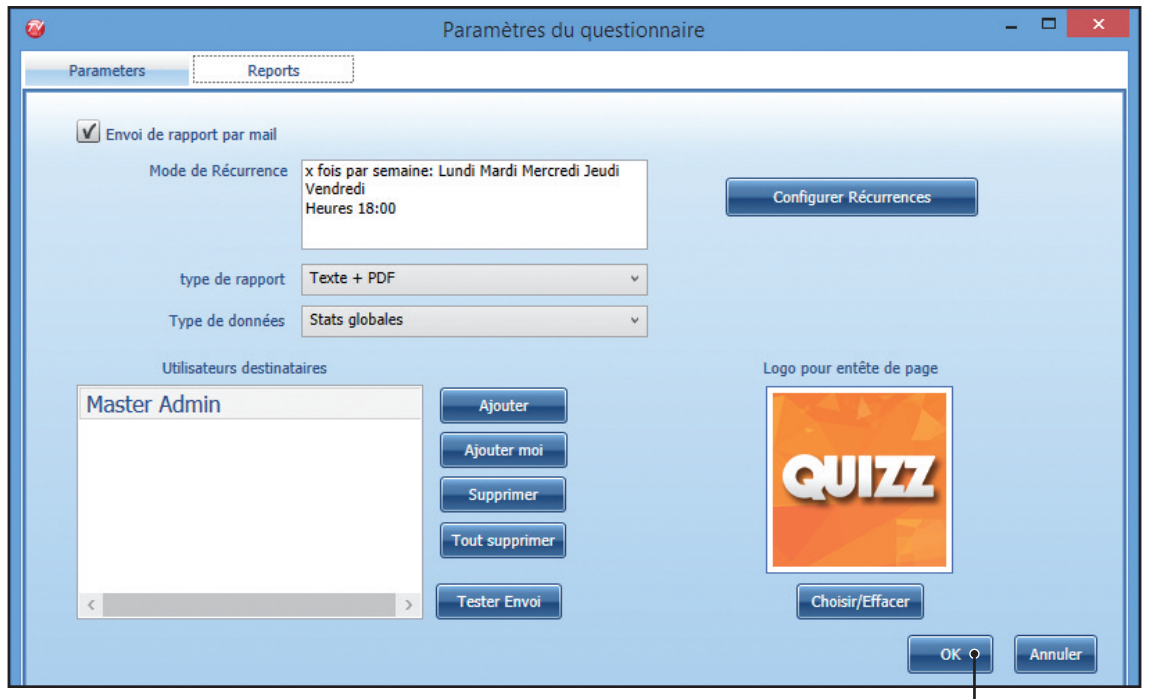 Paramètres du questionnaire
Parameters
Reports
Envoi de rapport par mail
Mode de Récurrence
x fois par semaine: Lundi Mardi Mercredi Jeudi
Vendredi
Heures 18:00
Configurer Récurrences
type de rapport
Texte + PDF
Type de données
Stats globales
Utilisateurs destinataires
Logo pour entête de page
Master Admin
Ajouter
Ajouter moi
Supprimer
Tout supprimer
Tester Envoi
QUIZZ
Choisir/Effacer
OK
Annuler